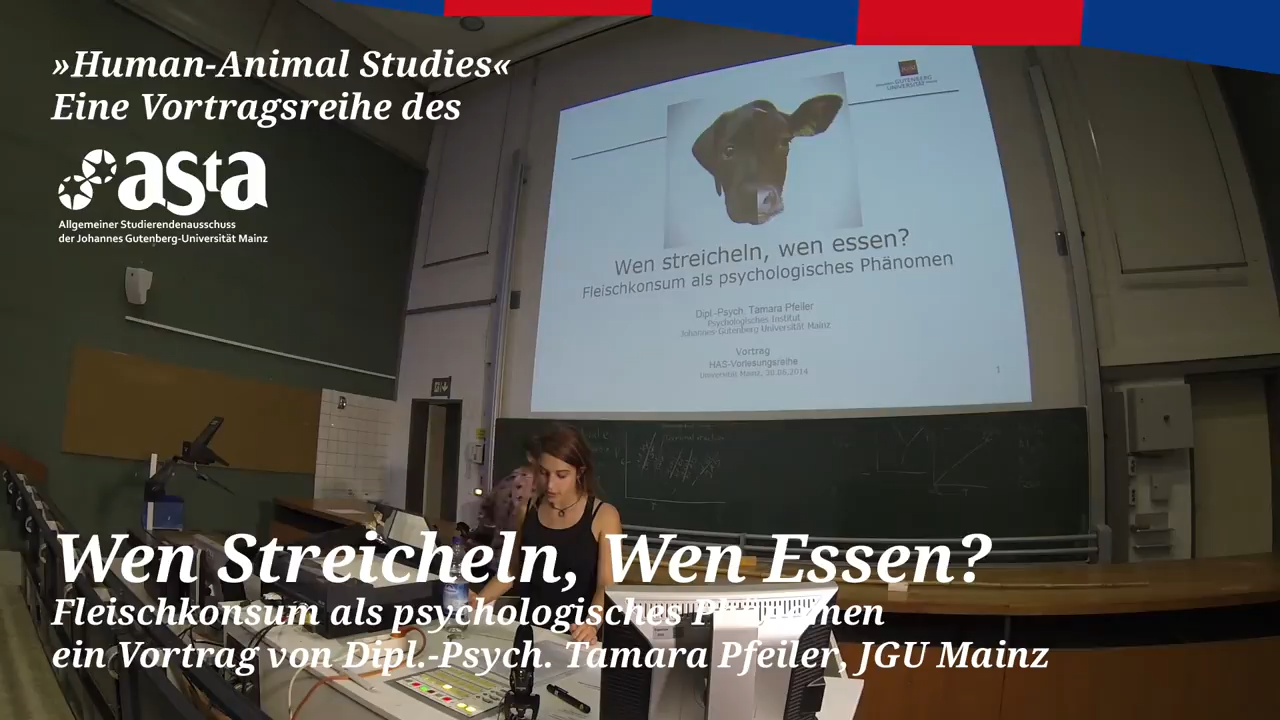 »Human-Animal Studies«
Eine Vortragsreihe des
asta
Allgemeiner Studierendenausschuss
der Johannes Gutenberg-Universität Mainz
GUTENBERG
UNIVERSITÄT
Wen streicheln, wen essen?
Fleischkonsum als psychologisches Phänomen
Dipl.-Psych. Tamara Pfeiler
Psychologisches Institut
Johannes-Gutenberg Universität Mainz
Vortrag
HAS-Vorlesungsreihe
Universität Mainz, 30.06.2014
1
Wen Streicheln, Wen Essen?
Fleischkonsum als psychologisches Phänomen
ein Vortrag von Dipl.-Psych. Tamara Pfeiler, JGU Mainz